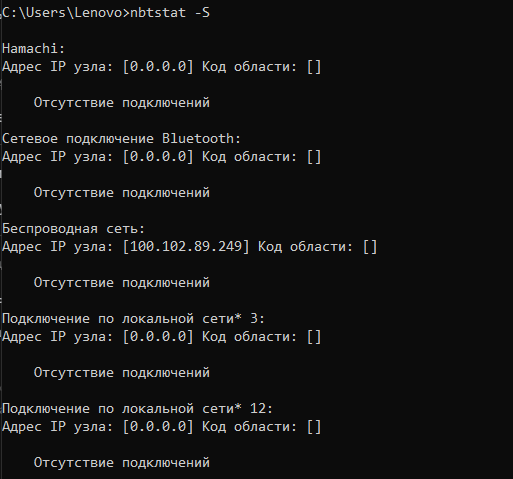 C:\Users\Lenovo>nbtstat -S
Hamachi:
Адрес IP узла: [0.0.0.0] Код области: []
Отсутствие подключений
Сетевое подключение Bluetooth:
Адрес IP узла: [0.0.0.0] Код области: []
Отсутствие подключений
Беспроводная сеть:
Адрес IP узла: [100.102.89.249] Код области: []
Отсутствие подключений
Подключение по локальной сети* 3:
Адрес IP узла: [0.0.0.0] Код области: []
Отсутствие подключений
Подключение по локальной сети* 12:
Адрес IP узла: [0.0.0.0] Код области: []
Отсутствие подключений